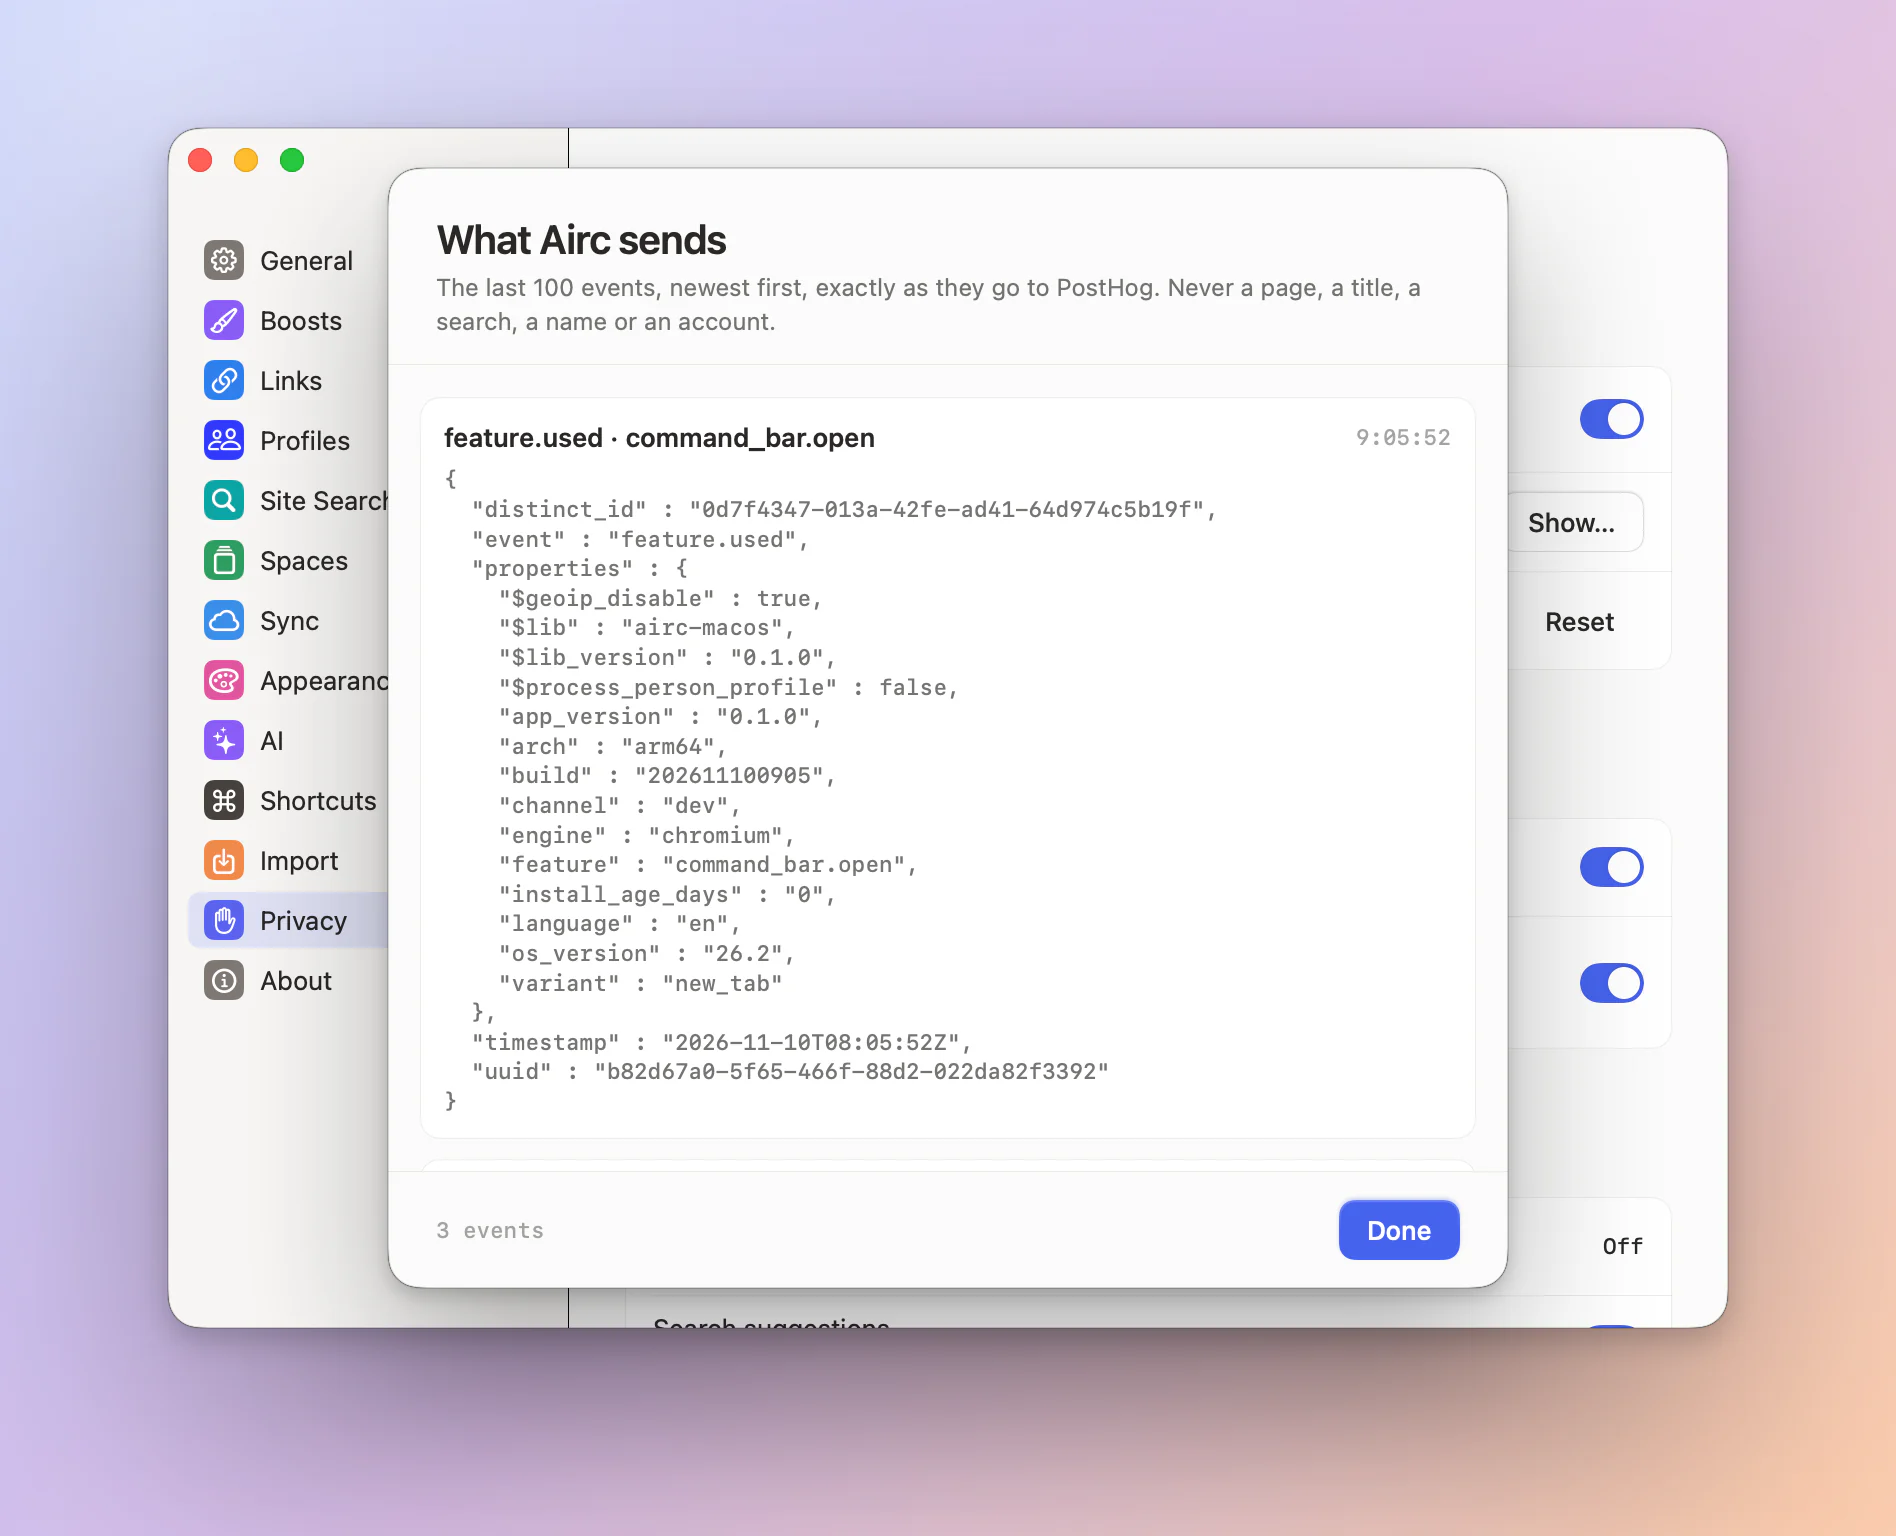 General
Boosts
Links
Profiles
Site Search
Spaces
Sync
AI
Shortcuts
Import
Privacy
About
What Airc sends
The last 100 events, newest first, exactly as they go to PostHog. Never a page, a title, a
search, a name or an account.
feature.used · command_bar.open
9:05:52
{
"distinct_id" : "0d7f4347-013a-42fe-ad41-64d974c5b19f",
"event" : "feature.used",
"properties" : {
"$geoip_disable" : true,
"$lib" : "airc-macos",
"$lib_version" : "0.1.0",
"$process_person_profile" : false,
"app_version" : "0.1.0",
"arch" : "arm64",
"build" : "202611100905",
"channel" : "dev",
"engine" : "chromium",
"feature" : "command_bar.open",
"install_age_days" : "0",
"language" : "en",
"os_version" : "26.2",
"variant" : "new_tab"
},
"timestamp" : "2026-11-10T08:05:52Z",
"uuid" : "b82d67a0-5f65-466f-88d2-022da82f3392"
}
3 events
Done
Show...
Reset
Off
Search suggestions